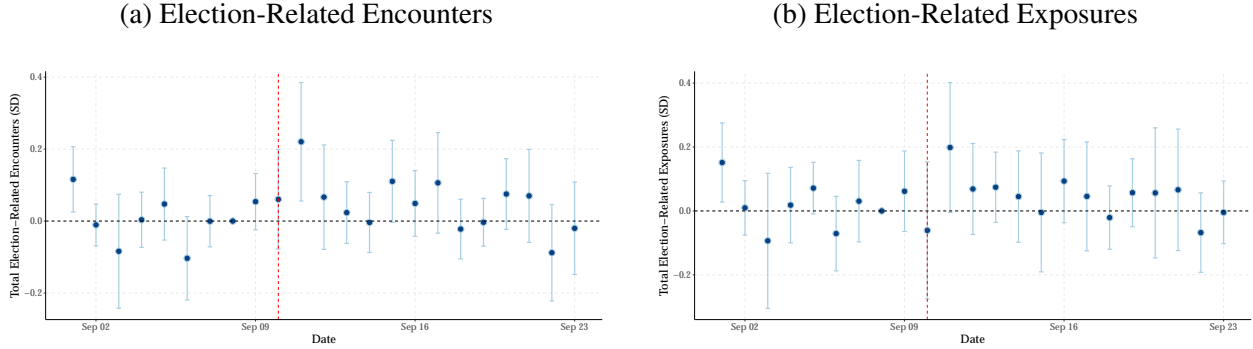 (a) Election-Related Encounters
(b) Election-Related Exposures
Total Election−Related Encounters (SD)
0.4
0.2
0.0
−0.2
Sep 02
Sep 09
Sep 16
Sep 23
Date
Total Election−Related Exposures (SD)
0.4
0.2
0.0
−0.2
Sep 02
Sep 09
Sep 16
Sep 23
Date